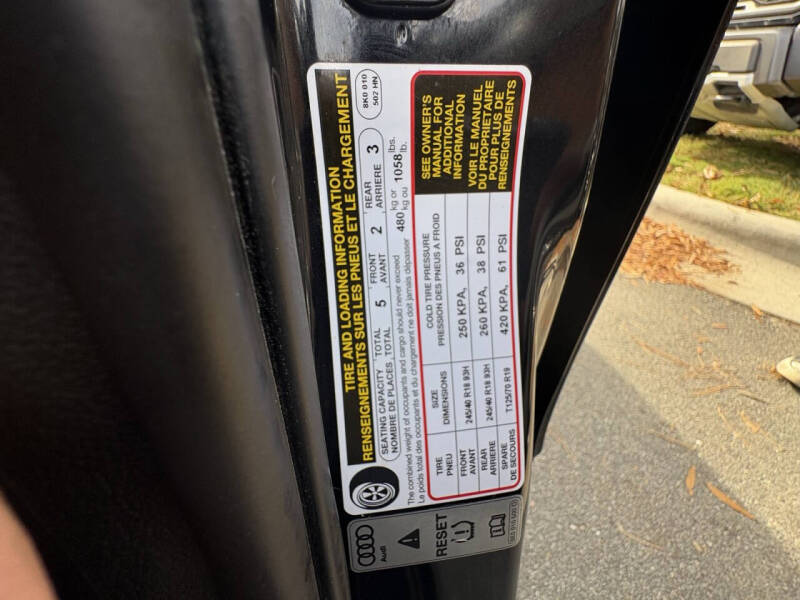 TIRE AND LOADING INFORMATION
RENSEIGNEMENTS SUR LES PNEUS ET LE CHARGEMENT
8K0 010
502 HN
SEATING CAPACITY TOTAL 5 FRONT 2 REAR 3
NOMBRE DE PLACES TOTAL AVANT ARRIERE
The combined weight of occupants and cargo should never exceed 480 kg or 1058 lbs.
Le poids total des occupants et du chargement ne doit jamais dépasser kg ou lb.
TIRE SIZE COLD TIRE PRESSURE
PNEU DIMENSIONS PRESSION DES PNEUS A FROID
FRONT
AVANT
245/40 R18 93H 250 KPA, 36 PSI
REAR
ARRIERE
245/40 R18 93H 260 KPA, 38 PSI
SPARE
DE SECOURS
T125/70 R19 420 KPA, 61 PSI
SEE OWNER'S
MANUAL FOR
ADDITIONAL
INFORMATION
VOIR LE MANUEL
DU PROPRIETAIRE
POUR PLUS DE
RENSEIGNEMENTS
Audi
RESET